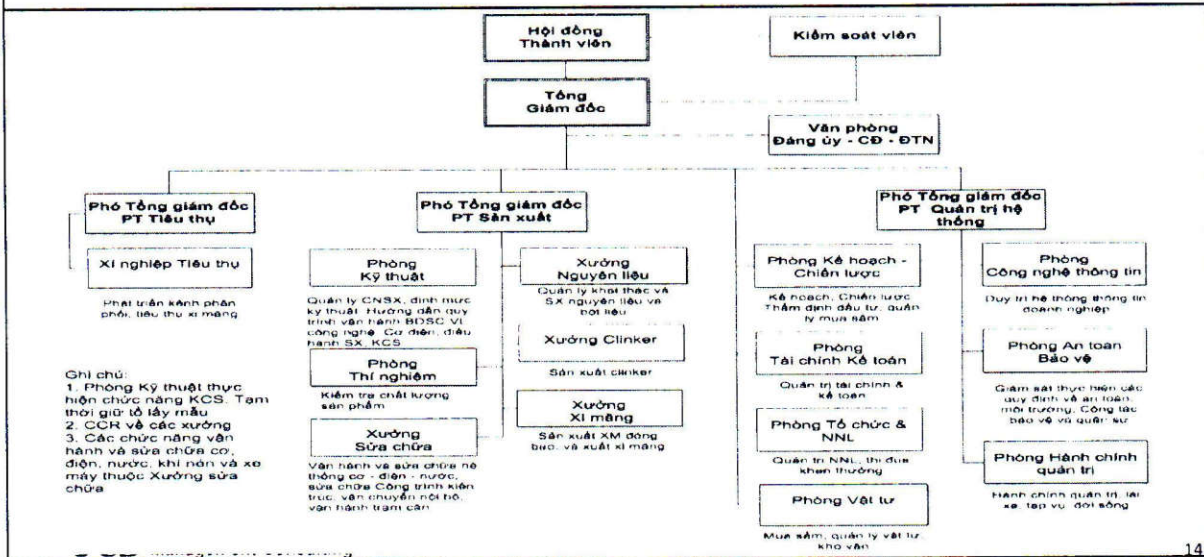 Hội đồng
Thành viên
Kiểm soát viên
Tổng
Giám đốc
Văn phòng
Đảng ủy - CĐ - ĐTN
Phó Tổng giám đốc
PT Tiêu thụ
Xí nghiệp Tiêu thụ
Phát triển kênh phân
phối, tiêu thụ xi măng
Phó Tổng giám đốc
PT Sản xuất
Phòng
Kỹ thuật
Quản lý CNSX, định mức
kỹ thuật. Hướng dẫn quy
trình vận hành BDSC VI
công nghệ, Cơ điện, điều
hành SX, KCS
Phòng
Thí nghiệm
Kiểm tra chất lượng
sản phẩm
Xưởng
Sửa chữa
Vận hành và sửa chữa hệ
thống cơ - điện - nước,
sửa chữa Công trình kiến
trúc, vận chuyển nội bộ,
vận hành trạm cân
Xưởng
Nguyên liệu
Quản lý khai thác và
SX nguyên liệu và
bột liệu
Xưởng Clinker
Sản xuất clinker
Xưởng
Xi măng
Sản xuất XM đóng
bao, và xuất xi măng
Phòng Kế hoạch -
Chiến lược
Kế hoạch, Chiến lược
Thẩm định đầu tư, quản
lý mua sắm
Phòng
Tài chính Kế toán
Quản trị tài chính &
kế toán
Phòng Tổ chức &
NNL
Quản trị NNL, thi đua
khen thưởng
Phòng Vật tư
Mua sắm, quản lý vật tư,
kho vận
Phó Tổng giám đốc
PT Quản trị hệ
thống
Phòng
Công nghệ thông tin
Duy trì hệ thống thông tin
doanh nghiệp
Phòng An toàn
Bảo vệ
Giám sát thực hiện các
quy định về an toàn,
môi trường, Công tác
bảo vệ và quân sự
Phòng Hành chính
quản trị
Hành chính quản trị, lái
xe, tạp vụ, đời sống
Ghi chú:
1. Phòng Kỹ thuật thực
hiện chức năng KCS. Tạm
thời giữ tổ lấy mẫu
2. CCR về các xưởng
3. Các chức năng vận
hành và sửa chữa cơ,
điện, nước, khí nén và xe
máy thuộc Xưởng sửa
chữa
14